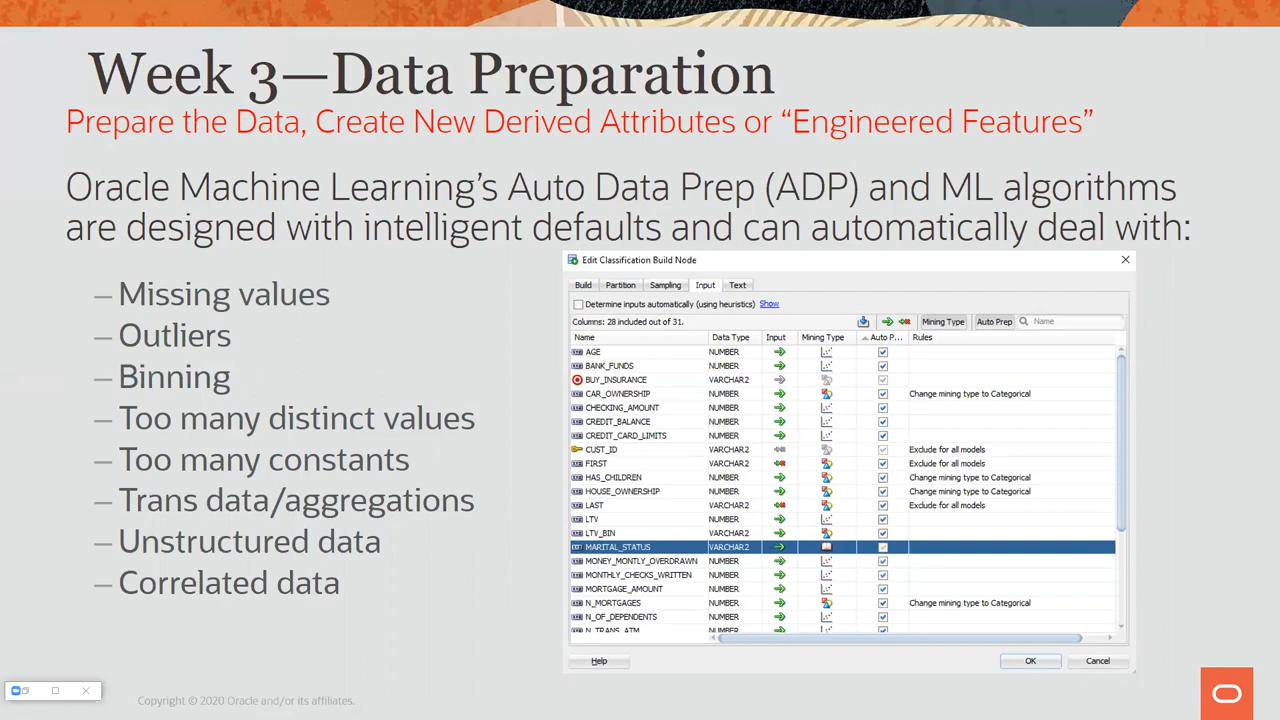 Week 3—Data Preparation
Prepare the Data, Create New Derived Attributes or “Engineered Features”
Oracle Machine Learning’s Auto Data Prep (ADP) and ML algorithms
are designed with intelligent defaults and can automatically deal with:
– Missing values
– Outliers
– Binning
– Too many distinct values
– Too many constants
– Trans data/aggregations
– Unstructured data
– Correlated data
Edit Classification Build Node
Build Partition Sampling Input Text
Determine inputs automatically (using heuristics) Show
Columns: 28 included out of 31. Mining Type Auto Prep Name
Name Data Type Input Mining Type Auto P... Rules
AGE NUMBER
BANK_FUNDS NUMBER
BUY_INSURANCE VARCHAR2
CAR_OWNERSHIP NUMBER Change mining type to Categorical
CHECKING_AMOUNT NUMBER
CREDIT_BALANCE NUMBER
CREDIT_CARD_LIMITS NUMBER
CUST_ID VARCHAR2 Exclude for all models
FIRST VARCHAR2 Exclude for all models
HAS_CHILDREN NUMBER Change mining type to Categorical
HOUSE_OWNERSHIP NUMBER Change mining type to Categorical
LAST VARCHAR2 Exclude for all models
LTV NUMBER
LTV_BIN VARCHAR2
MARITAL_STATUS VARCHAR2
MONEY_MONTLY_OVERDRAWN NUMBER
MONTHLY_CHECKS_WRITTEN NUMBER
MORTGAGE_AMOUNT NUMBER
N_MORTGAGES NUMBER Change mining type to Categorical
N_OF_DEPENDENTS NUMBER
N_TRANS_ATM NUMBER
Help OK Cancel
Copyright © 2020 Oracle and/or its affiliates.